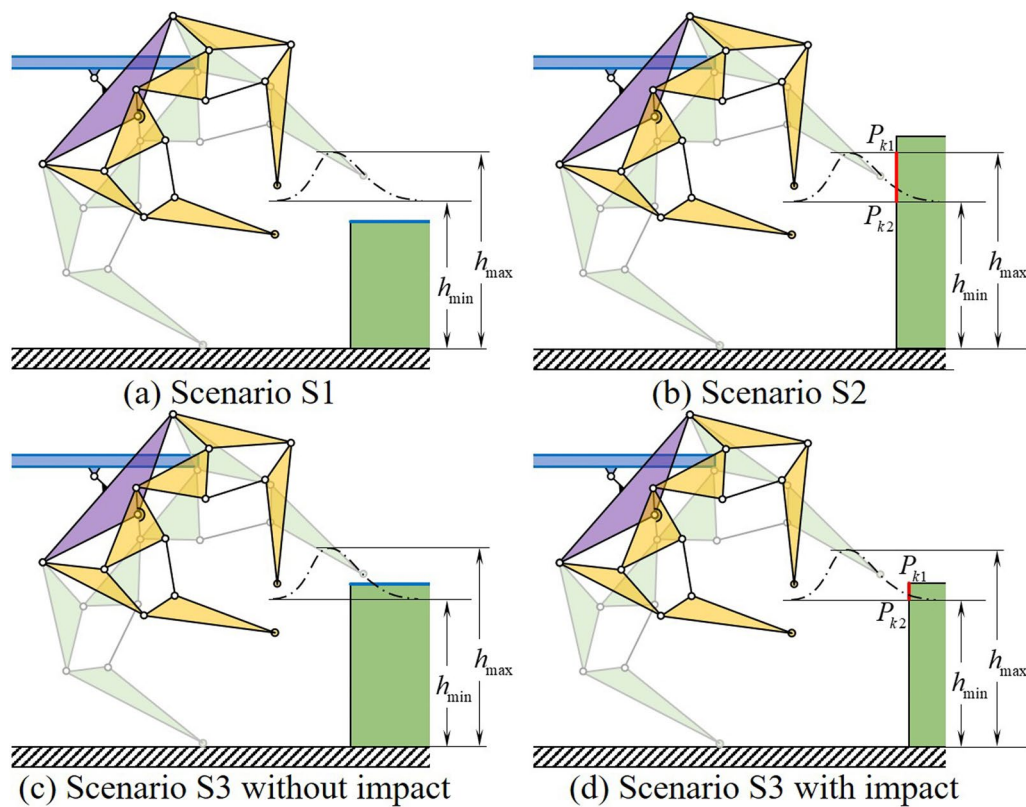 h_min
h_max
(a) Scenario S1
P_k1
P_k2
h_min
h_max
(b) Scenario S2
h_min
h_max
(c) Scenario S3 without impact
P_k1
P_k2
h_min
h_max
(d) Scenario S3 with impact